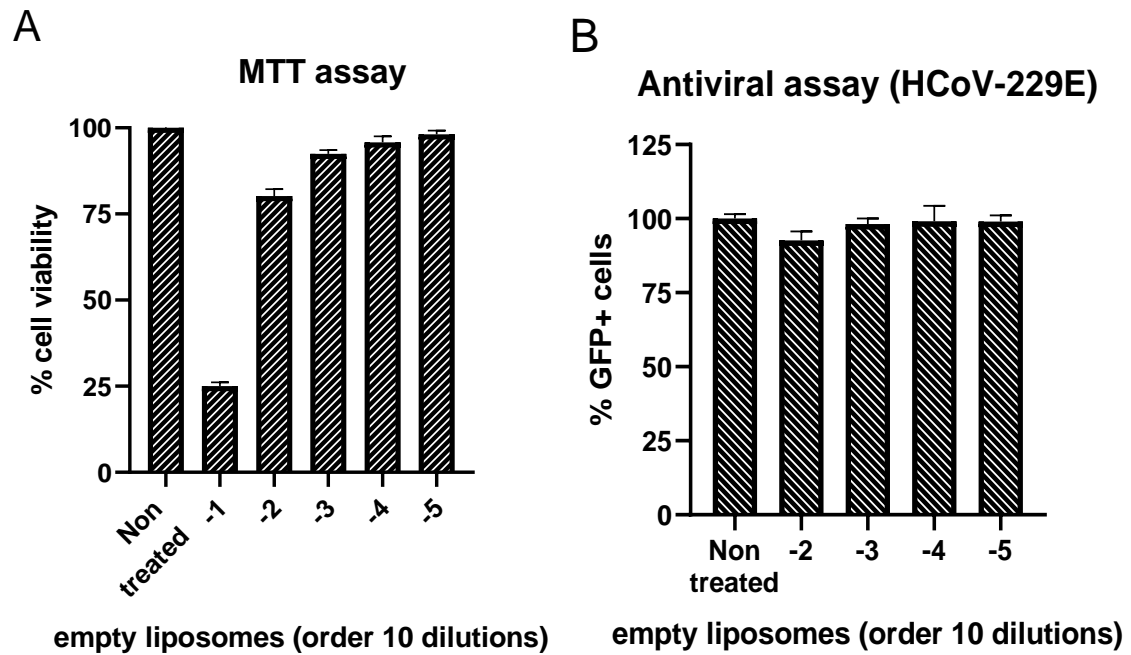 A
MTT assay
% cell viability
100
75
50
25
0
Non
treated
-1
-2
-3
-4
-5
empty liposomes (order 10 dilutions)
B
Antiviral assay (HCoV-229E)
% GFP+ cells
125
100
75
50
25
0
Non
treated
-2
-3
-4
-5
empty liposomes (order 10 dilutions)